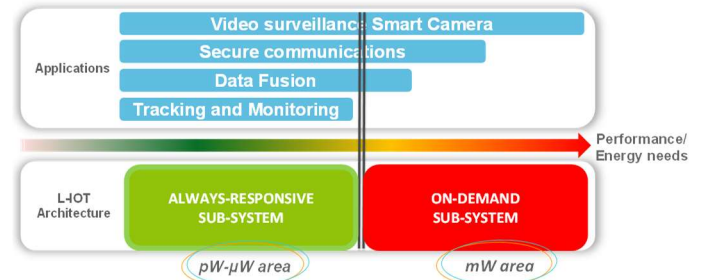 Video surveillance Smart Camera
Secure communications
Applications
Data Fusion
Tracking and Monitoring
Performance/
Energy needs
L-IOT
Architecture
ALWAYS-RESPONSIVE
SUB-SYSTEM
ON-DEMAND
SUB-SYSTEM
pW-µW area
mW area